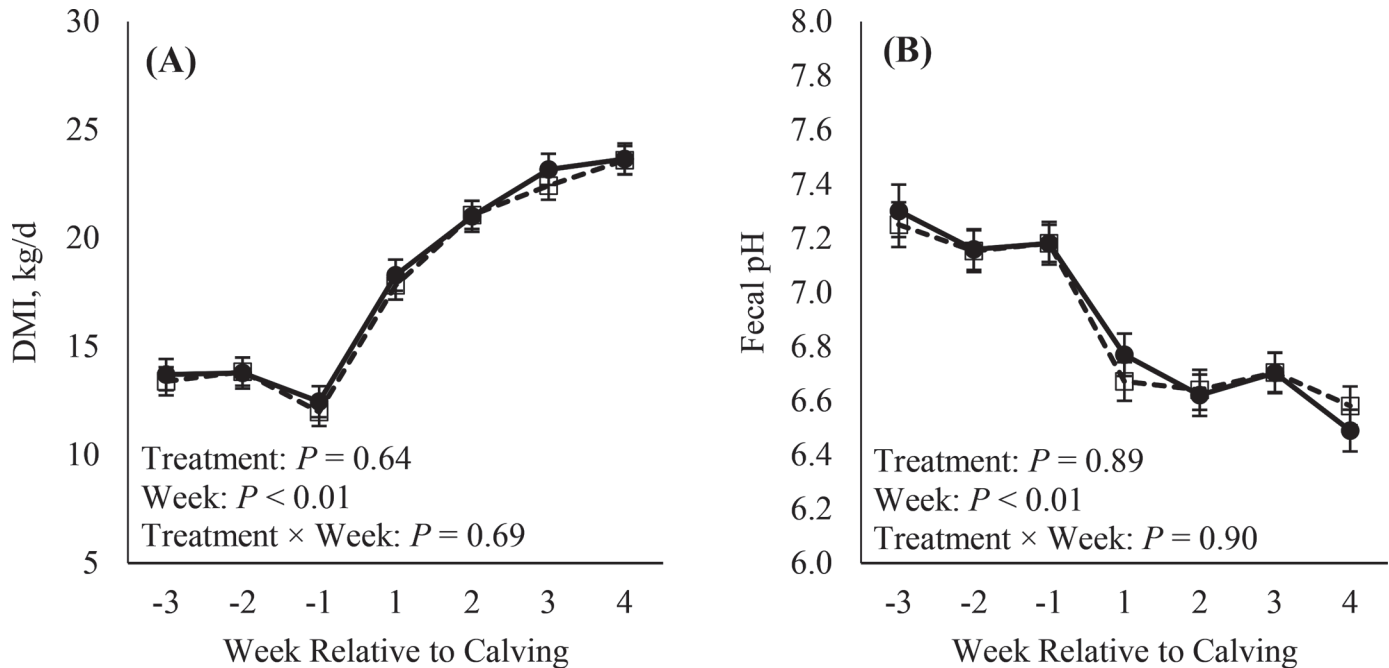 (A)
DMI, kg/d
30
25
20
15
10
5
Treatment: P = 0.64
Week: P < 0.01
Treatment × Week: P = 0.69
-3 -2 -1 1 2 3 4
Week Relative to Calving
(B)
Fecal pH
8.0
7.8
7.6
7.4
7.2
7.0
6.8
6.6
6.4
6.2
6.0
Treatment: P = 0.89
Week: P < 0.01
Treatment × Week: P = 0.90
-3 -2 -1 1 2 3 4
Week Relative to Calving